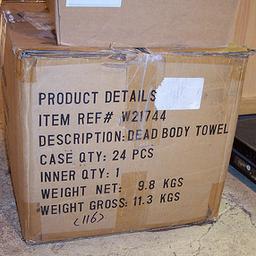 PRODUCT DETAILS
ITEM REF# W21744
DESCRIPTION: DEAD BODY TOWEL
CASE QTY: 24 PCS
INNER QTY: 1
WEIGHT NET: 9.8 KGS
WEIGHT GROSS: 11.3 KGS
(116)